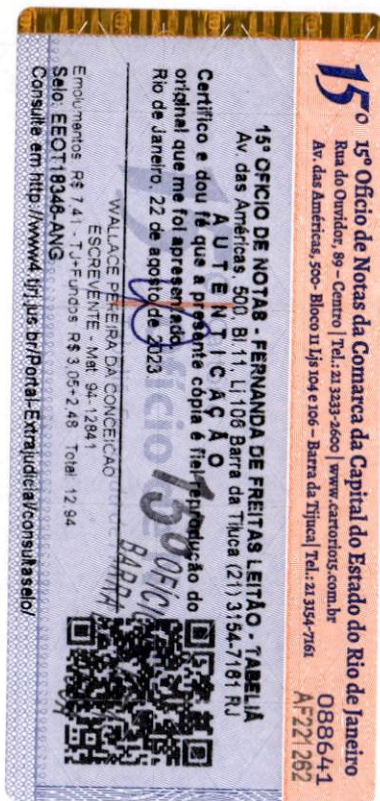 15º 15º Ofício de Notas da Comarca da Capital do Estado do Rio de Janeiro
Rua do Ouvidor, 89 – Centro | Tel.: 21 3233-2600 | www.cartorio15.com.br
Av. das Américas, 500- Bloco 11 Ljs 104 e 106 – Barra da Tijuca | Tel.: 21 3154-7161
088641
AF221262
15º OFICIO DE NOTAS - FERNANDA DE FREITAS LEITÃO - TABELIÃ
Av. das Américas, 500, Bl.11, Lj 106 Barra da Tijuca (21) 3154-7161 RJ
AUTENTICAÇÃO
Certifico e dou fé que a presente cópia é fiel reprodução do
original que me foi apresentado.
Rio de Janeiro, 22 de agosto de 2023
15º OFÍCIO
WALLACE PEREIRA DA CONCEICAO
ESCREVENTE - Mat. 94-12841
Emolumentos: R$ 7,41 - TJ+Fundos R$ 3,05+2,48 Total: 12,94
Selo: EEOT18348-ANG
Consulte em http://www4.tjrj.us.br/Portal-Extrajudicial/consultaselo/